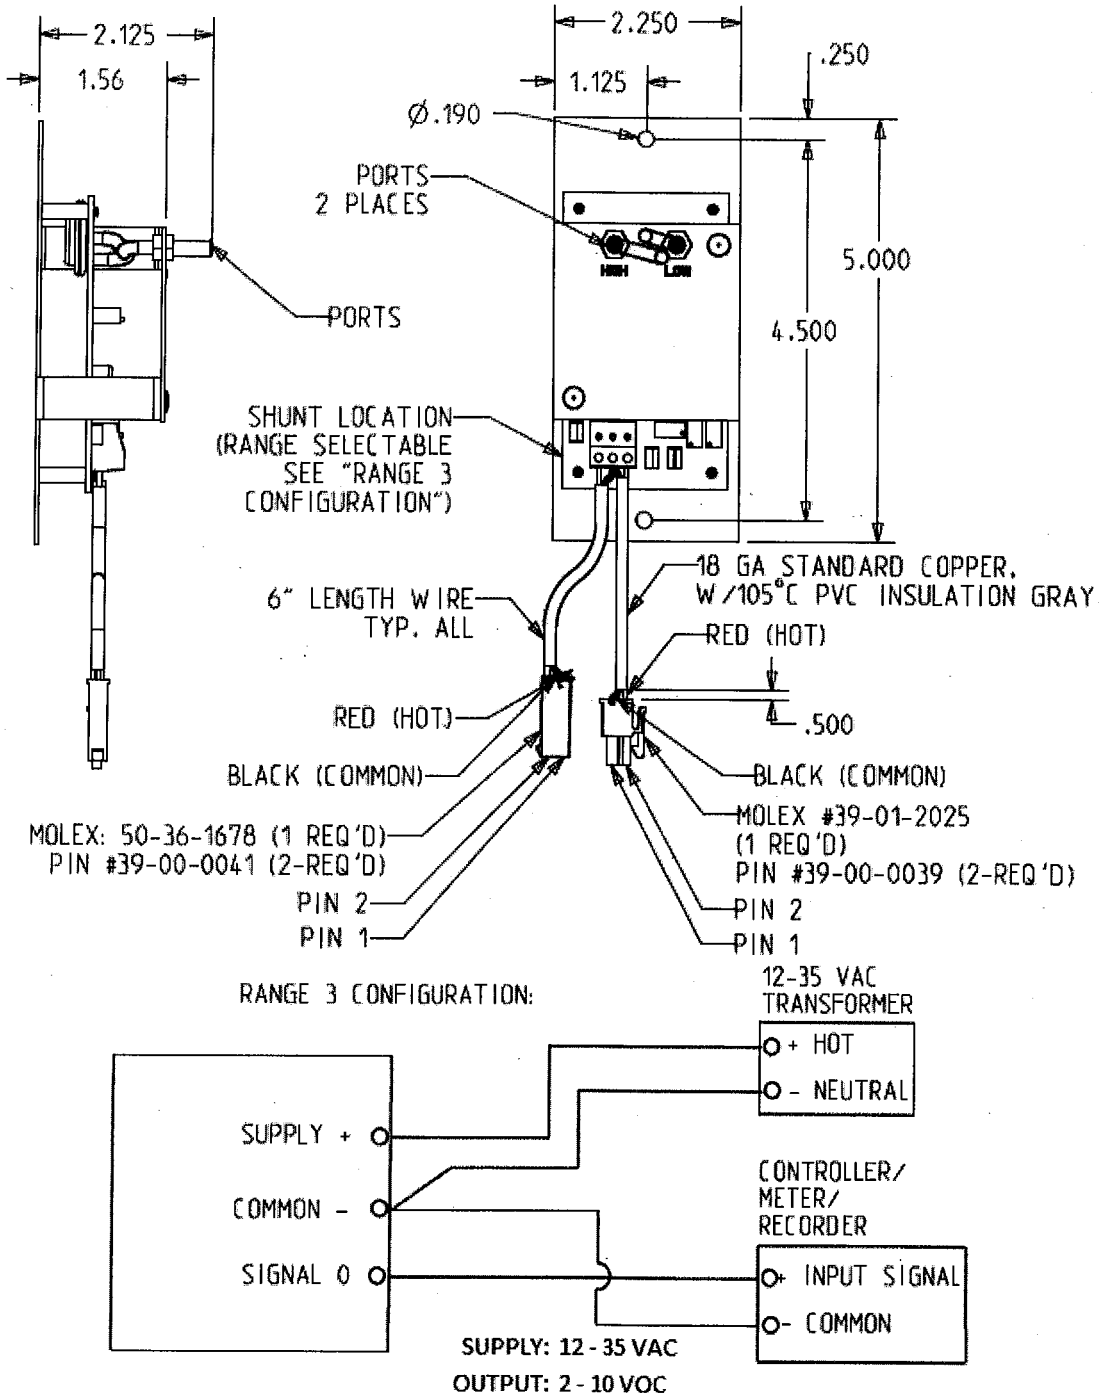 2.125
1.56
2.250
1.125
.250
Ø.190
PORTS
2 PLACES
HIGH
LOW
5.000
4.500
PORTS
SHUNT LOCATION
(RANGE SELECTABLE
SEE "RANGE 3
CONFIGURATION")
18 GA STANDARD COPPER,
W/105°C PVC INSULATION GRAY
6" LENGTH WIRE
TYP. ALL
RED (HOT)
RED (HOT)
.500
BLACK (COMMON)
BLACK (COMMON)
MOLEX: 50-36-1678 (1 REQ'D)
PIN #39-00-0041 (2-REQ'D)
MOLEX #39-01-2025
(1 REQ'D)
PIN #39-00-0039 (2-REQ'D)
PIN 2
PIN 1
PIN 2
PIN 1
RANGE 3 CONFIGURATION:
12-35 VAC
TRANSFORMER
+ HOT
- NEUTRAL
SUPPLY +
COMMON -
SIGNAL O
CONTROLLER/
METER/
RECORDER
+ INPUT SIGNAL
- COMMON
SUPPLY: 12 - 35 VAC
OUTPUT: 2 - 10 VOC